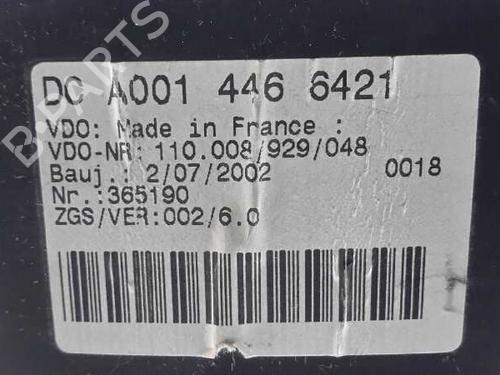 B-PARTS
DC A001 446 6421
VDO: Made in France :
VDO-NR: 110.008/929/048
Bauj.: 2/07/2002 0018
Nr.:365190
ZGS/VER:002/6.0